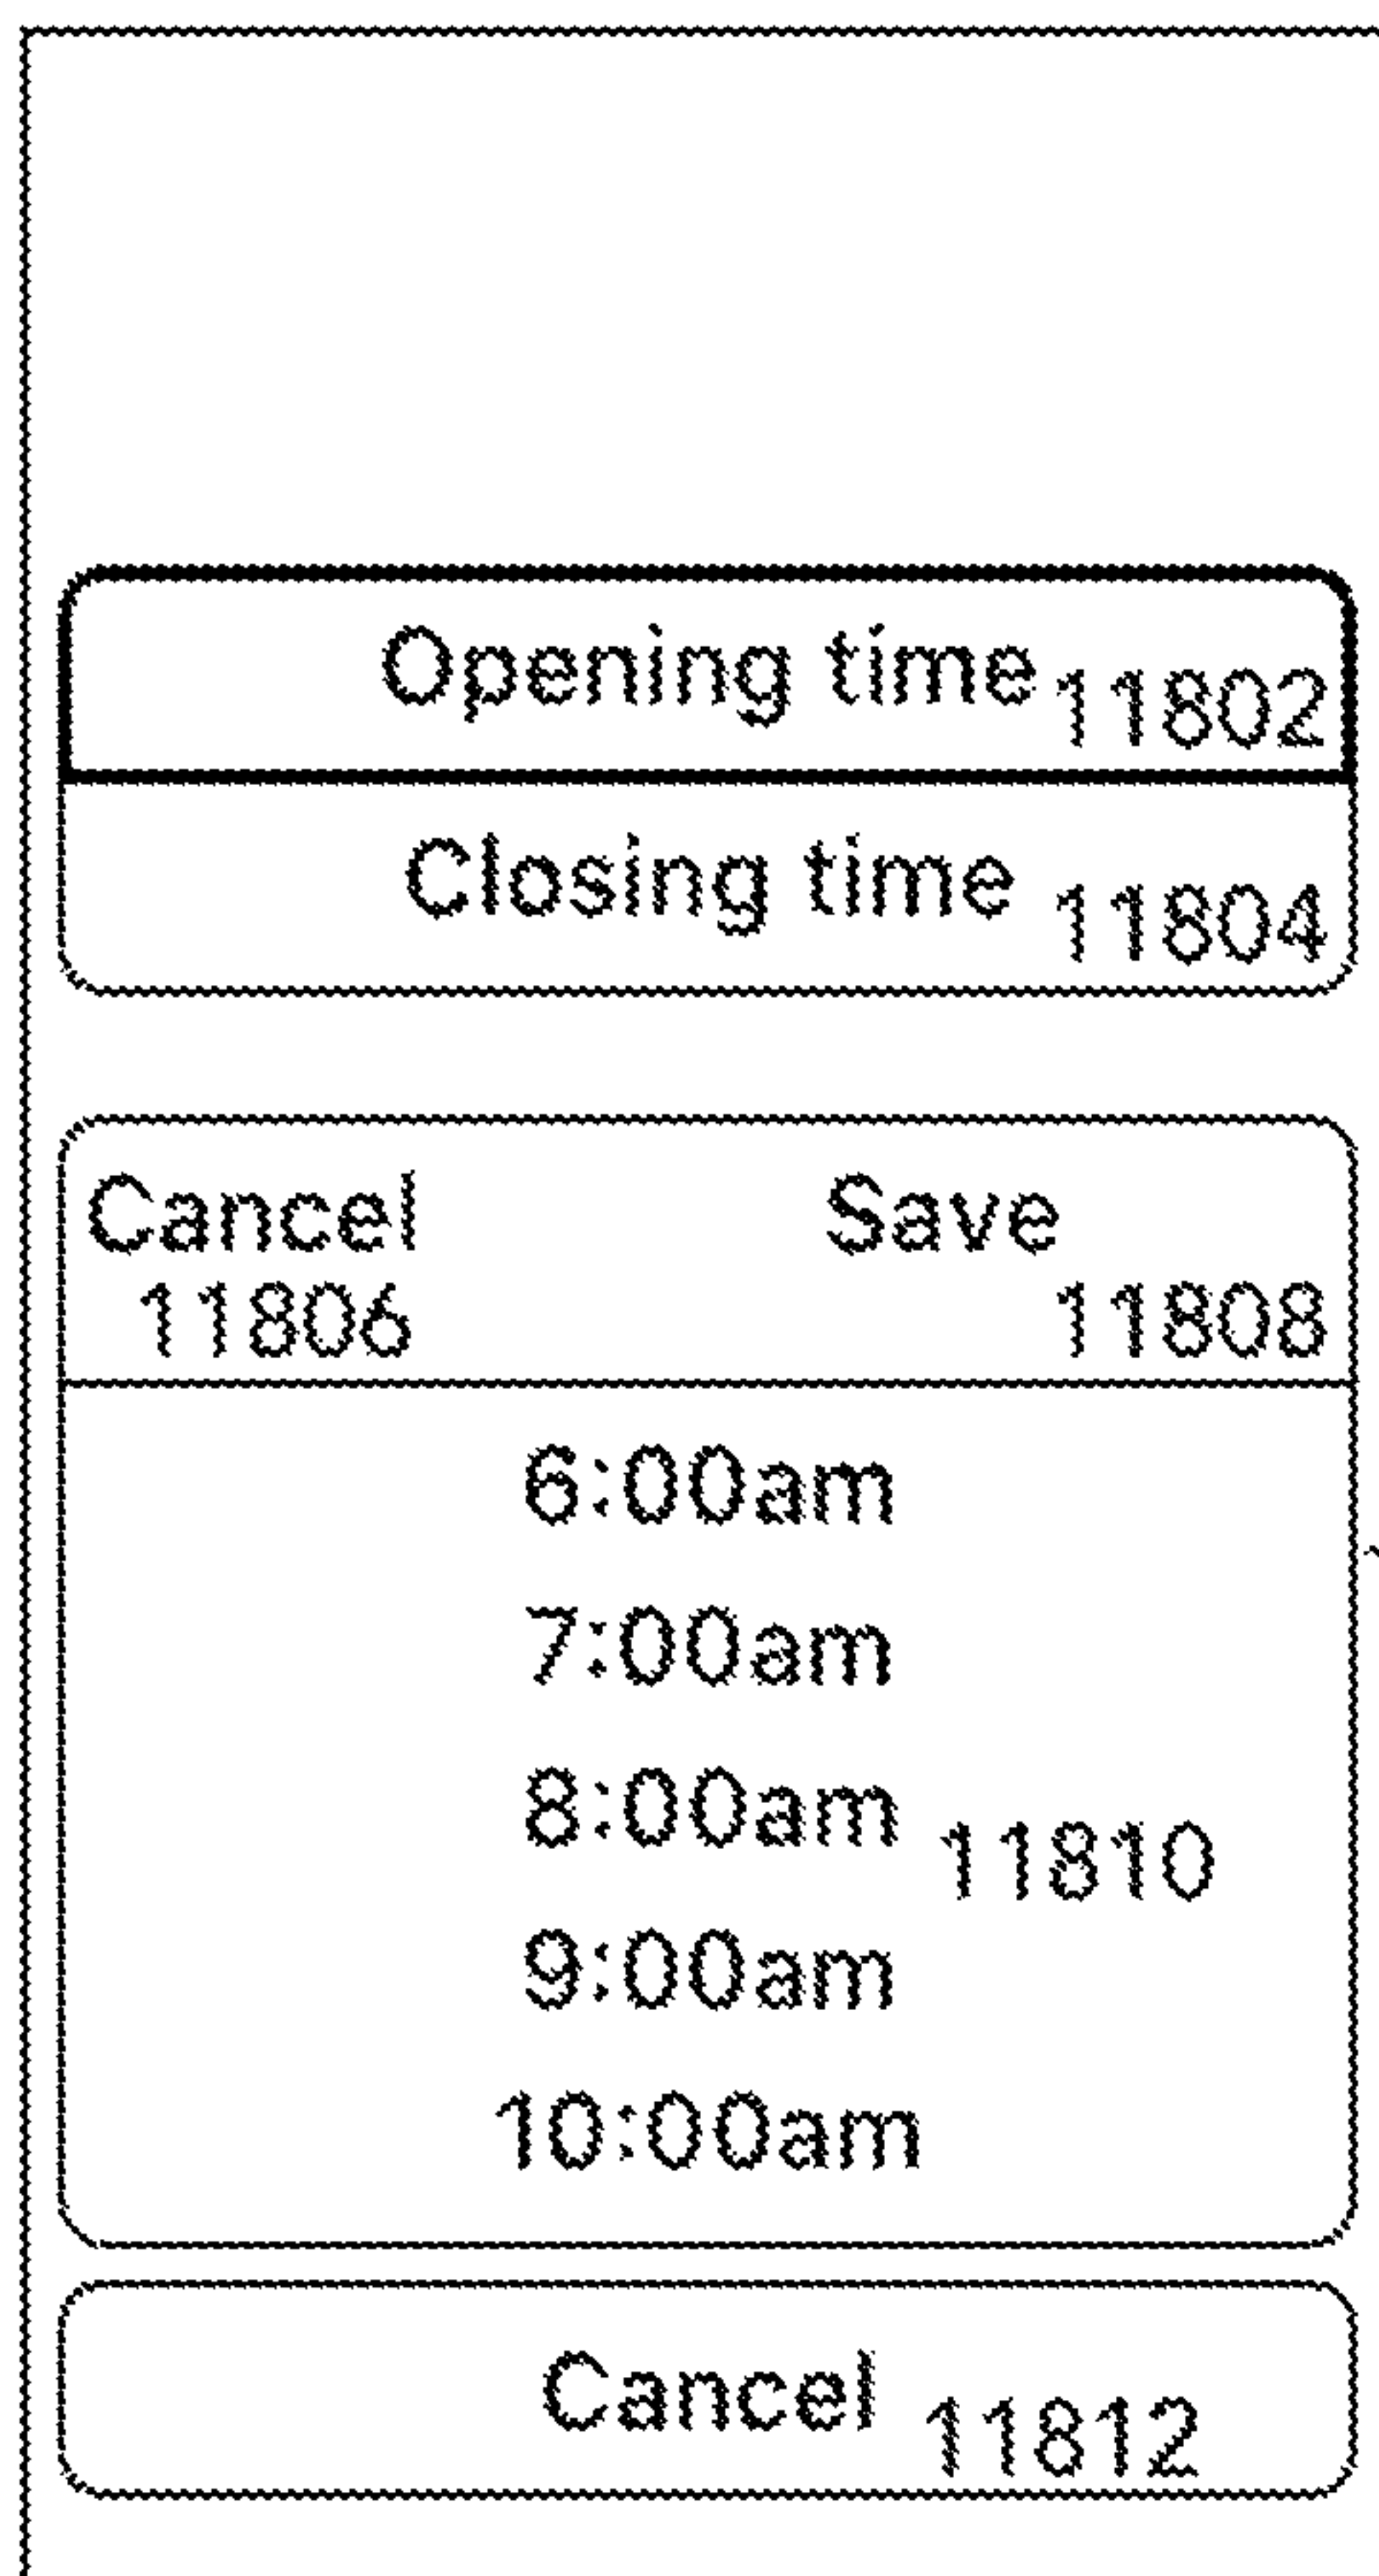 Opening time 11802
Closing time 11804
Cancel Save
11806 11808
6:00am
7:00am
8:00am 11810
9:00am
10:00am
Cancel 11812